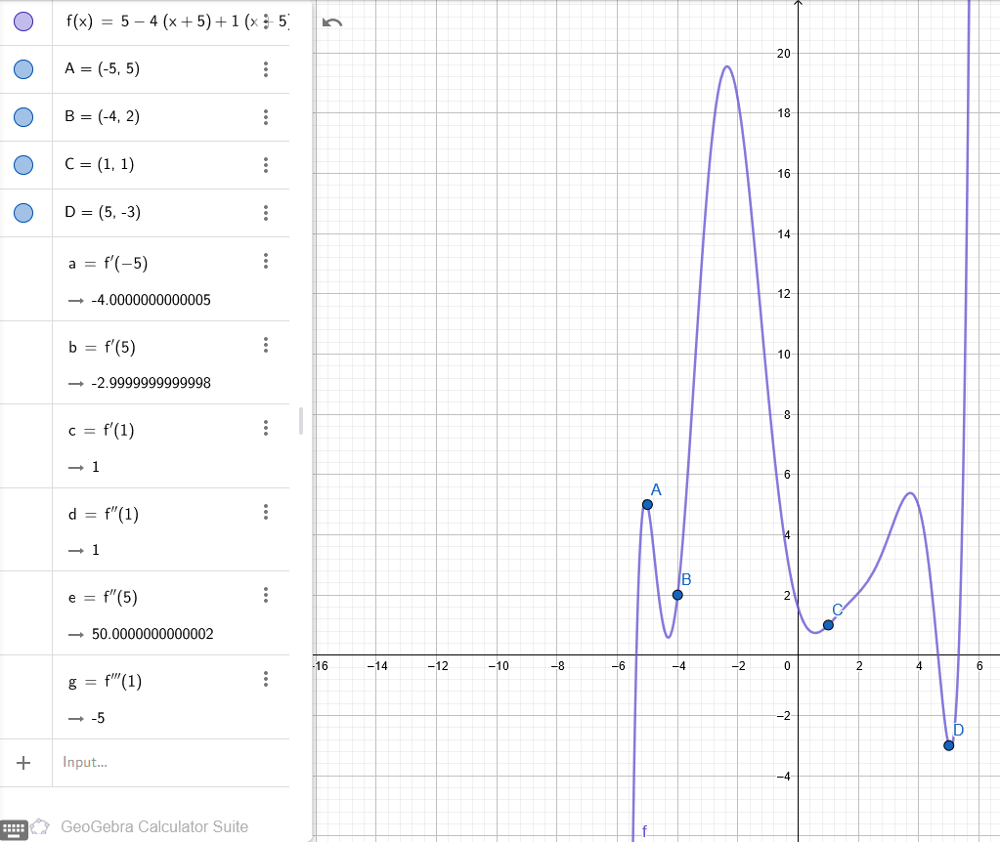 f(x) = 5 − 4 (x + 5) + 1 (x + 5)
A = (-5, 5)
B = (-4, 2)
C = (1, 1)
D = (5, -3)
a = f′(−5)
→ -4.0000000000005
b = f′(5)
→ -2.9999999999998
c = f′(1)
→ 1
d = f″(1)
→ 1
e = f″(5)
→ 50.0000000000002
g = f‴(1)
→ -5
+ Input...
GeoGebra Calculator Suite
20
18
16
14
12
10
8
6
4
2
-16 −14 −12 −10 −8 −6 −4 −2 0 2 4 6
−2
−4
A
B
C
D
f